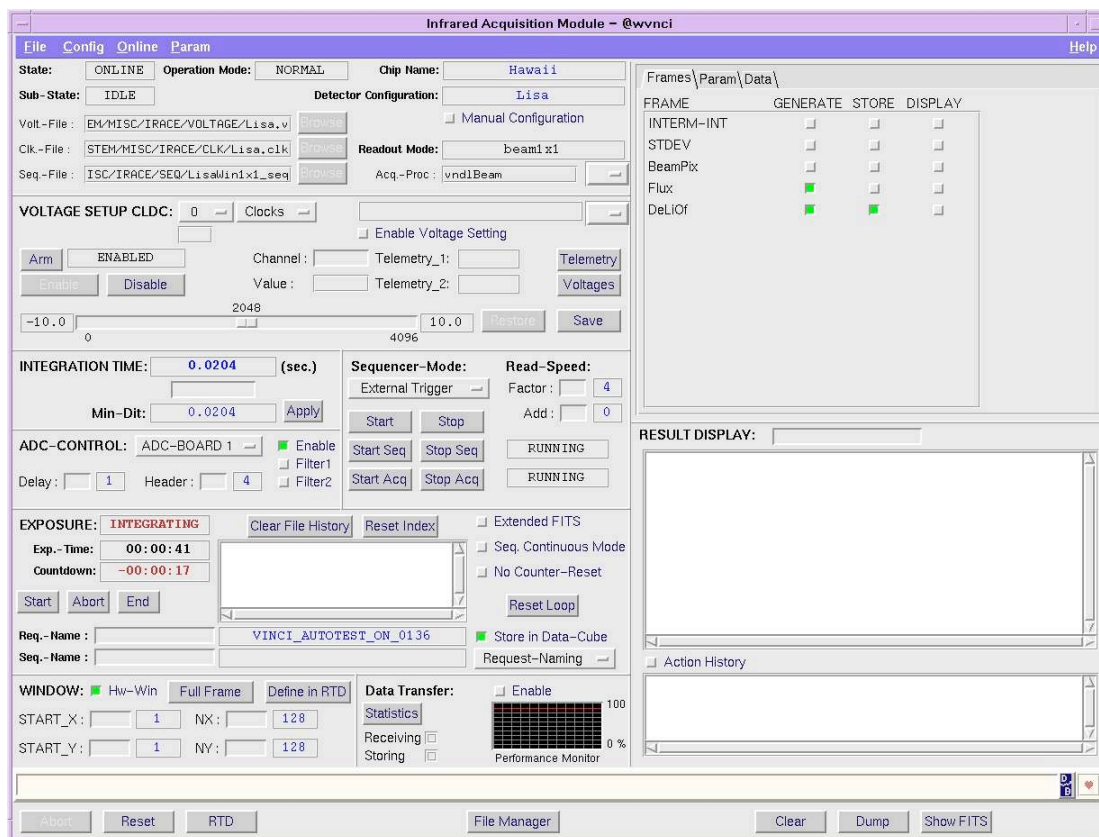 Infrared Acquisition Module – @wvnci
File Config Online Param Help
State: ONLINE Operation Mode: NORMAL Chip Name: Hawaii
Sub-State: IDLE Detector Configuration: Lisa
Volt.-File : EM/MISC/IRACE/VOLTAGE/Lisa.v Browse Manual Configuration
Clk.-File : STEM/MISC/IRACE/CLK/Lisa.clk Browse Readout Mode: beam1x1
Seq.-File : ISC/IRACE/SEQ/LisaWin1x1_seq Browse Acq.-Proc : vndlBeam
VOLTAGE SETUP CLDC: 0 Clocks
Enable Voltage Setting
Arm ENABLED Channel : Telemetry_1: Telemetry
Enable Disable Value : Telemetry_2: Voltages
2048
-10.0 10.0 Restore Save
0 4096
INTEGRATION TIME: 0.0204 (sec.)
Min-Dit: 0.0204 Apply
Sequencer-Mode: Read-Speed:
External Trigger Factor : 4
Start Stop Add : 0
Start Seq Stop Seq RUNNING
Start Acq Stop Acq RUNNING
ADC-CONTROL: ADC-BOARD 1 Enable
Filter1
Delay : 1 Header : 4 Filter2
EXPOSURE: INTEGRATING Clear File History Reset Index Extended FITS
Exp.-Time: 00:00:41 Seq. Continuous Mode
Countdown: -00:00:17 No Counter-Reset
Start Abort End Reset Loop
Req.-Name : VINCI_AUTOTEST_ON_0136 Store in Data-Cube
Seq.-Name : Request-Naming
WINDOW: Hw-Win Full Frame Define in RTD
START_X : 1 NX : 128
START_Y : 1 NY : 128
Data Transfer: Enable
Statistics 100
Receiving
Storing 0 %
Performance Monitor
Frames\Param\Data\
FRAME GENERATE STORE DISPLAY
INTERM-INT
STDEV
BeamPix
Flux
DeLiOf
RESULT DISPLAY:
Action History
Abort Reset RTD File Manager Clear Dump Show FITS